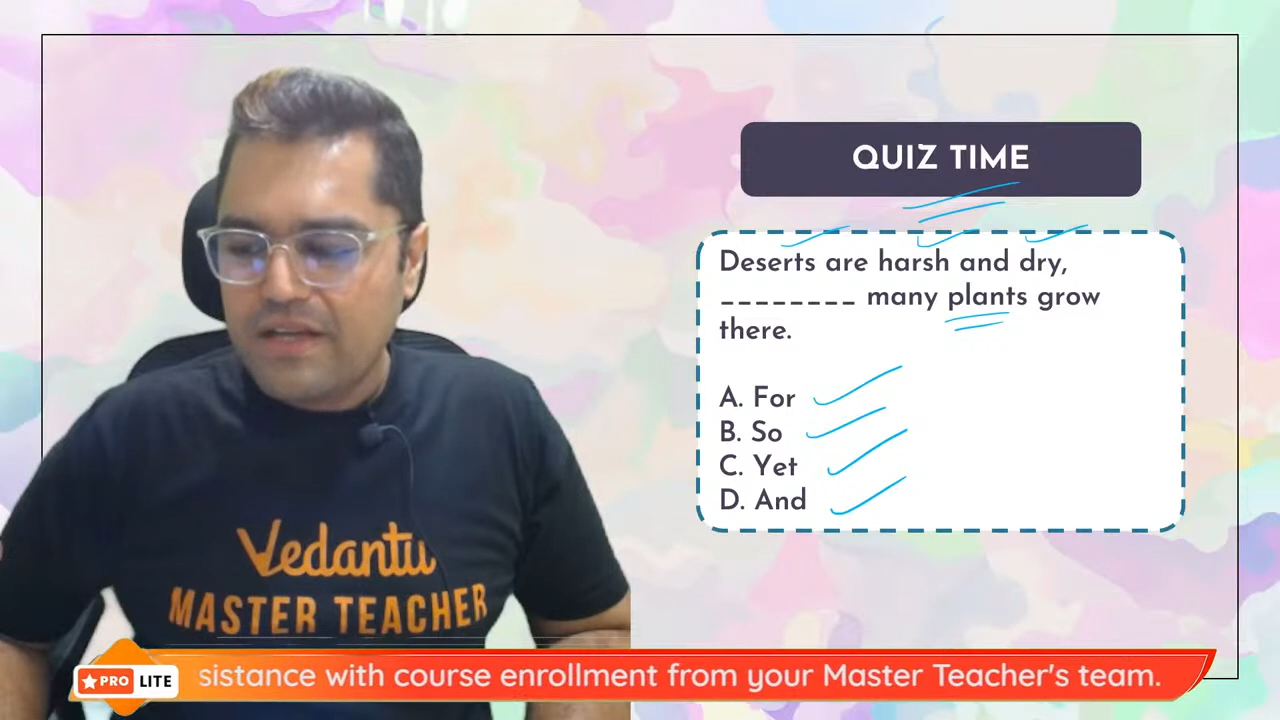 QUIZ TIME
Deserts are harsh and dry,
________ many plants grow
there.
A. For
B. So
C. Yet
D. And
Vedantu
MASTER TEACHER
PRO LITE
sistance with course enrollment from your Master Teacher's team.